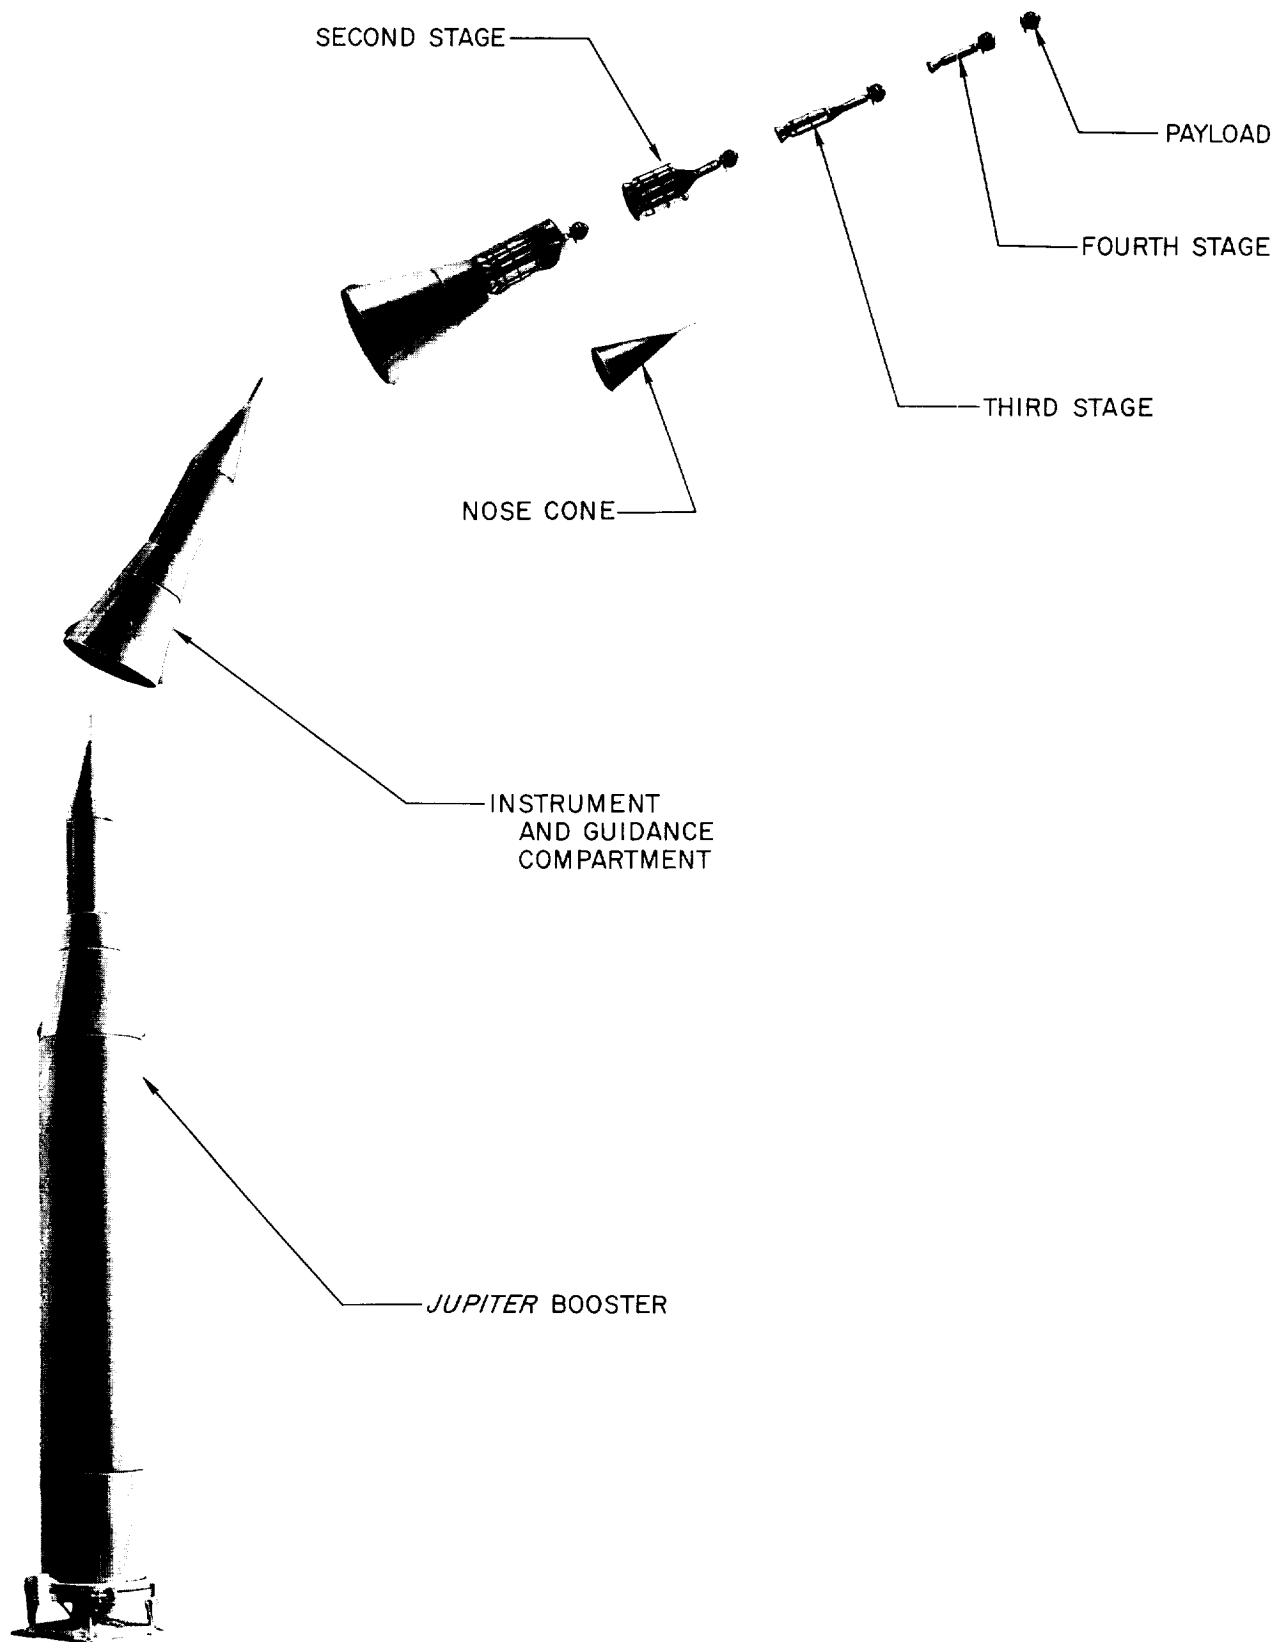 SECOND STAGE
PAYLOAD
FOURTH STAGE
THIRD STAGE
NOSE CONE
INSTRUMENT
AND GUIDANCE
COMPARTMENT
JUPITER BOOSTER